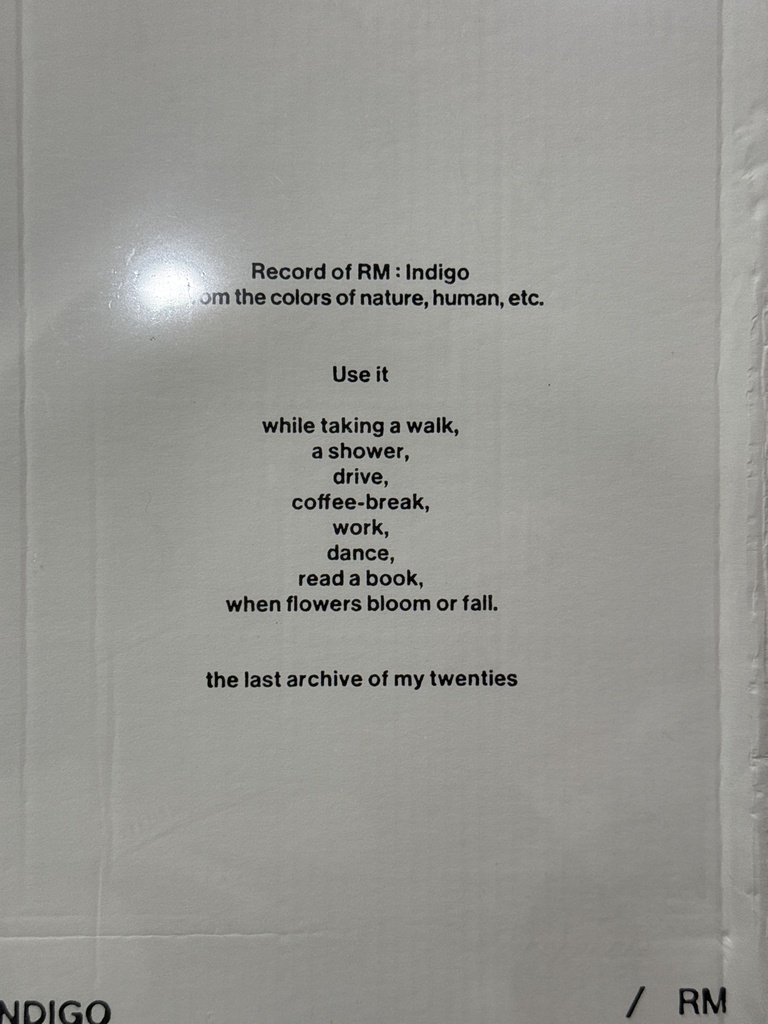 Record of RM : Indigo
the colors of nature, human, etc.
Use it
while taking a walk,
a shower,
drive,
coffee-break,
work,
dance,
read a book,
when flowers bloom or fall.
the last archive of my twenties
NDIGO / RM